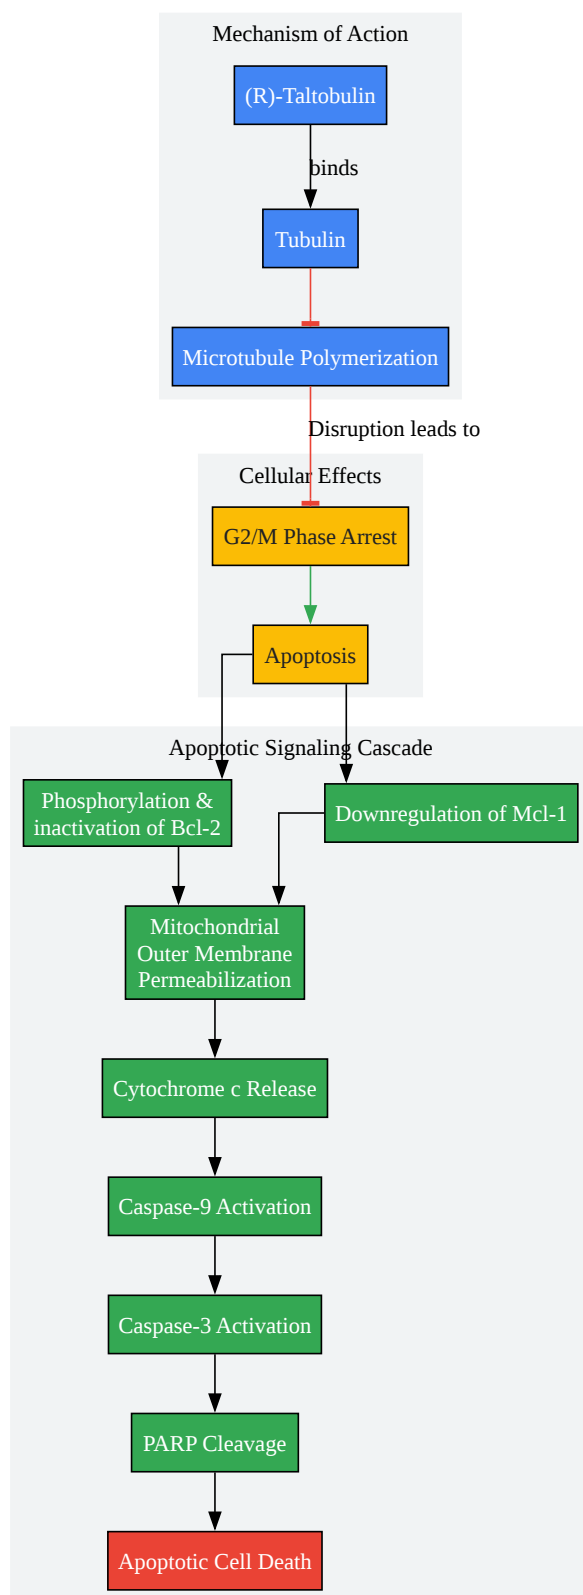 Mechanism of Action
(R)-Taltobulin
binds
Tubulin
Microtubule Polymerization
Disruption leads to
Cellular Effects
G2/M Phase Arrest
Apoptosis
Apoptotic Signaling Cascade
Phosphorylation &
inactivation of Bcl-2
Downregulation of Mcl-1
Mitochondrial
Outer Membrane
Permeabilization
Cytochrome c Release
Caspase-9 Activation
Caspase-3 Activation
PARP Cleavage
Apoptotic Cell Death